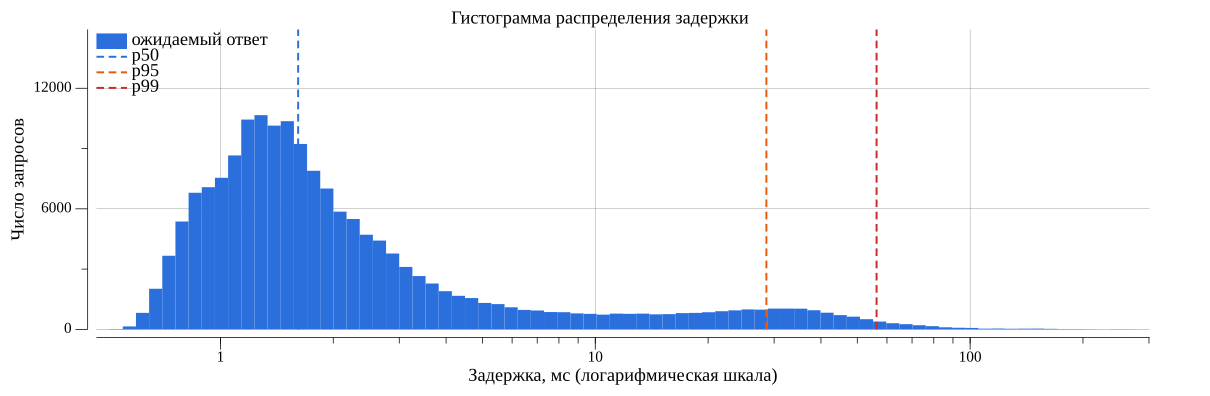 Гистограмма распределения задержки
ожидаемый ответ
p50
p95
p99
Число запросов
12000
6000
0
1
10
100
Задержка, мс (логарифмическая шкала)